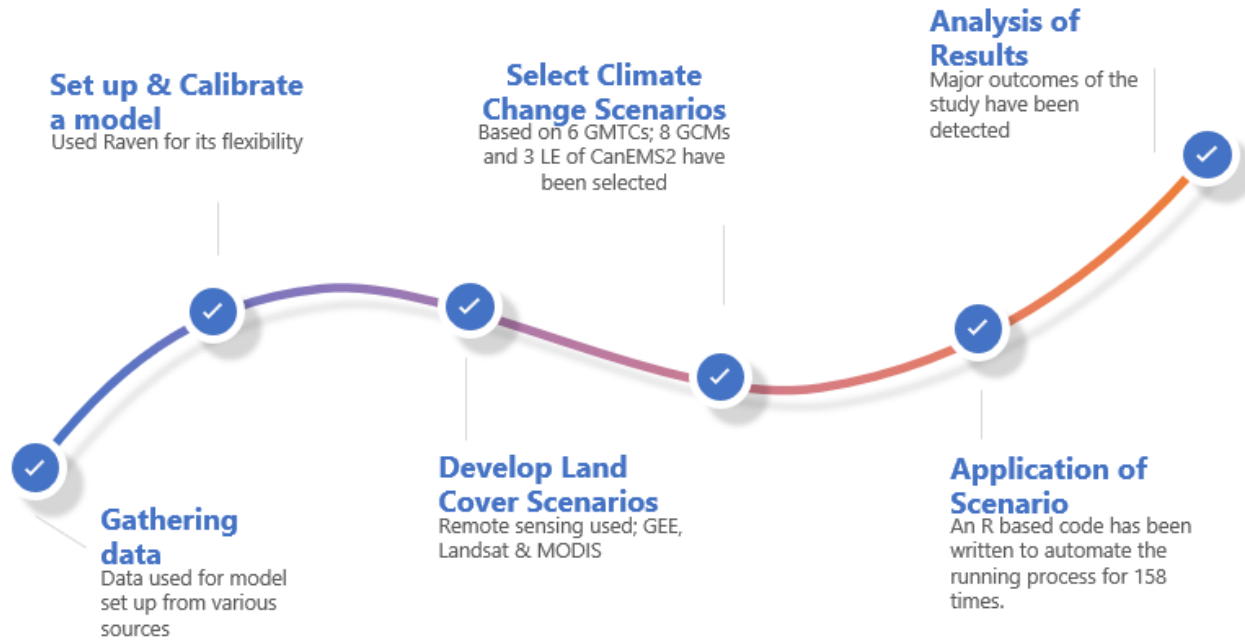 Gathering
data
Data used for model
set up from various
sources
Set up & Calibrate
a model
Used Raven for its flexibility
Develop Land
Cover Scenarios
Remote sensing used; GEE,
Landsat & MODIS
Select Climate
Change Scenarios
Based on 6 GMTCs; 8 GCMs
and 3 LE of CanEMS2 have
been selected
Application of
Scenario
An R based code has been
written to automate the
running process for 158
times.
Analysis of
Results
Major outcomes of the
study have been
detected